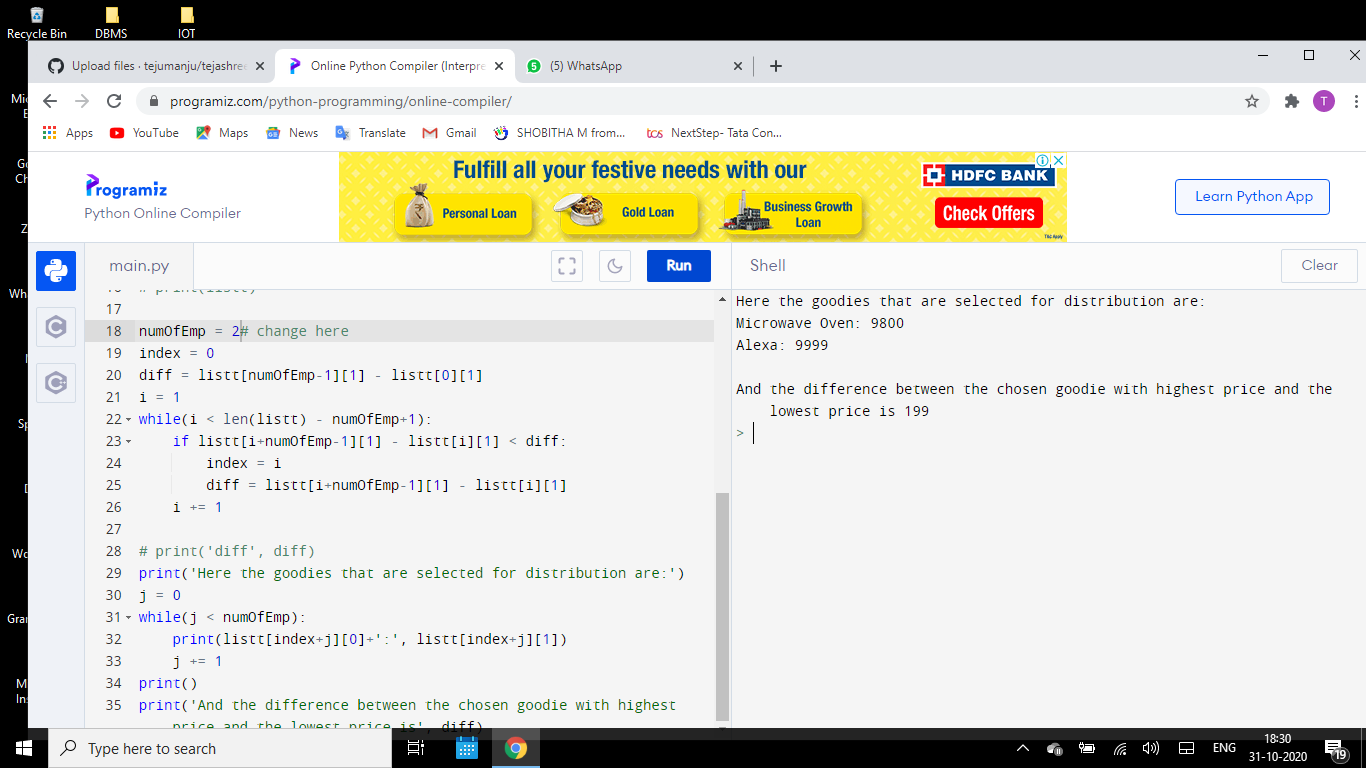 Recycle Bin
DBMS
IOT
Upload files · tejumanju/tejashree
Online Python Compiler (Interpre
(5) WhatsApp
programiz.com/python-programming/online-compiler/
T
Apps
YouTube
Maps
News
Translate
Gmail
SHOBITHA M from...
tcs
NextStep- Tata Con...
Programiz
Python Online Compiler
Fulfill all your festive needs with our
Personal Loan
Gold Loan
Business Growth
Loan
HDFC BANK
Check Offers
T&C Apply
Learn Python App
main.py
Run
Shell
Clear
16 # print(listt)
17
18 numOfEmp = 2# change here
19 index = 0
20 diff = listt[numOfEmp-1][1] - listt[0][1]
21 i = 1
22 while(i < len(listt) - numOfEmp+1):
23     if listt[i+numOfEmp-1][1] - listt[i][1] < diff:
24         index = i
25         diff = listt[i+numOfEmp-1][1] - listt[i][1]
26     i += 1
27
28 # print('diff', diff)
29 print('Here the goodies that are selected for distribution are:')
30 j = 0
31 while(j < numOfEmp):
32     print(listt[index+j][0]+':', listt[index+j][1])
33     j += 1
34 print()
35 print('And the difference between the chosen goodie with highest
price and the lowest price is', diff)
Here the goodies that are selected for distribution are:
Microwave Oven: 9800
Alexa: 9999
And the difference between the chosen goodie with highest price and the
lowest price is 199
>
Type here to search
ENG
18:30
31-10-2020
19